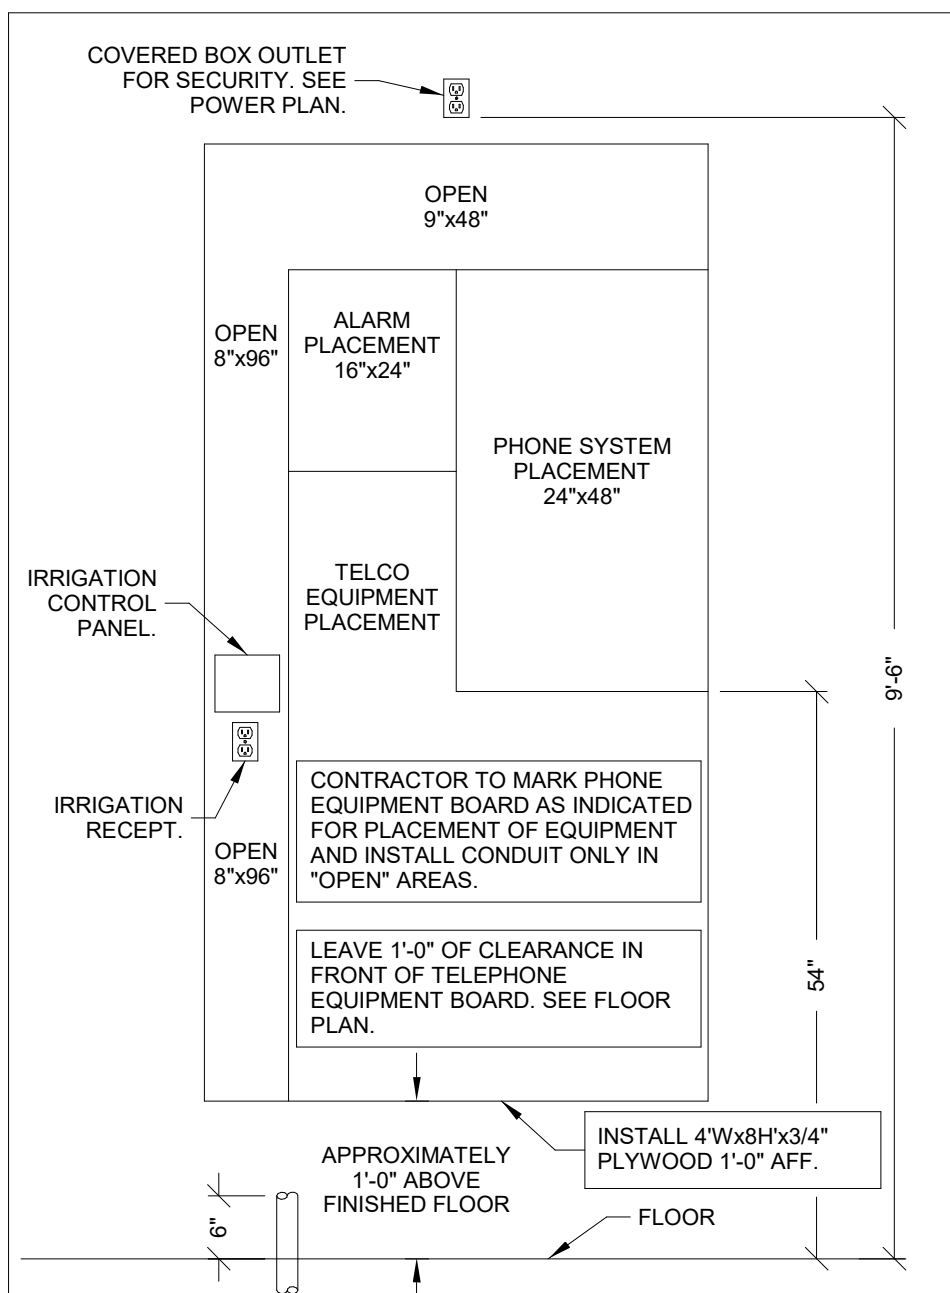 COVERED BOX OUTLET
FOR SECURITY. SEE
POWER PLAN.
OPEN
9"x48"
OPEN
8"x96"
ALARM
PLACEMENT
16"x24"
PHONE SYSTEM
PLACEMENT
24"x48"
TELCO
EQUIPMENT
PLACEMENT
IRRIGATION
CONTROL
PANEL.
9'-6"
IRRIGATION
RECEPT.
OPEN
8"x96"
CONTRACTOR TO MARK PHONE
EQUIPMENT BOARD AS INDICATED
FOR PLACEMENT OF EQUIPMENT
AND INSTALL CONDUIT ONLY IN
"OPEN" AREAS.
LEAVE 1'-0" OF CLEARANCE IN
FRONT OF TELEPHONE
EQUIPMENT BOARD. SEE FLOOR
PLAN.
54"
INSTALL 4'Wx8H'x3/4"
PLYWOOD 1'-0" AFF.
APPROXIMATELY
1'-0" ABOVE
FINISHED FLOOR
6"
FLOOR